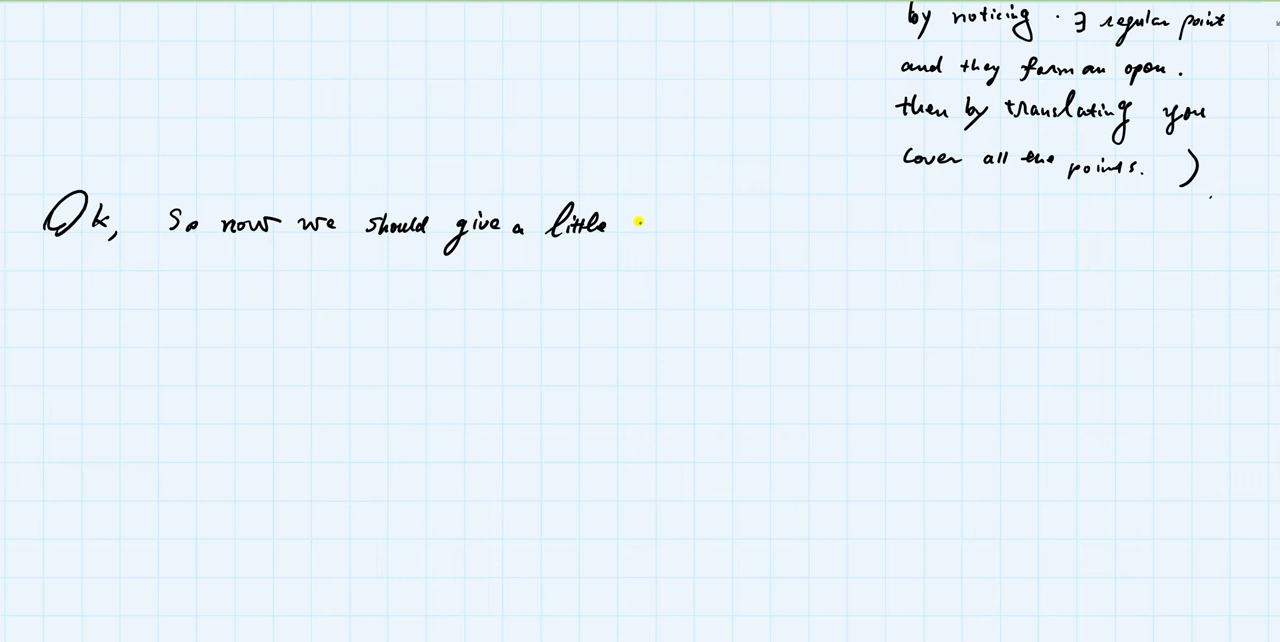 by noticing · ∃ regular point
and they form an open.
then by translating you
cover all the points. )
Ok, so now we should give a little